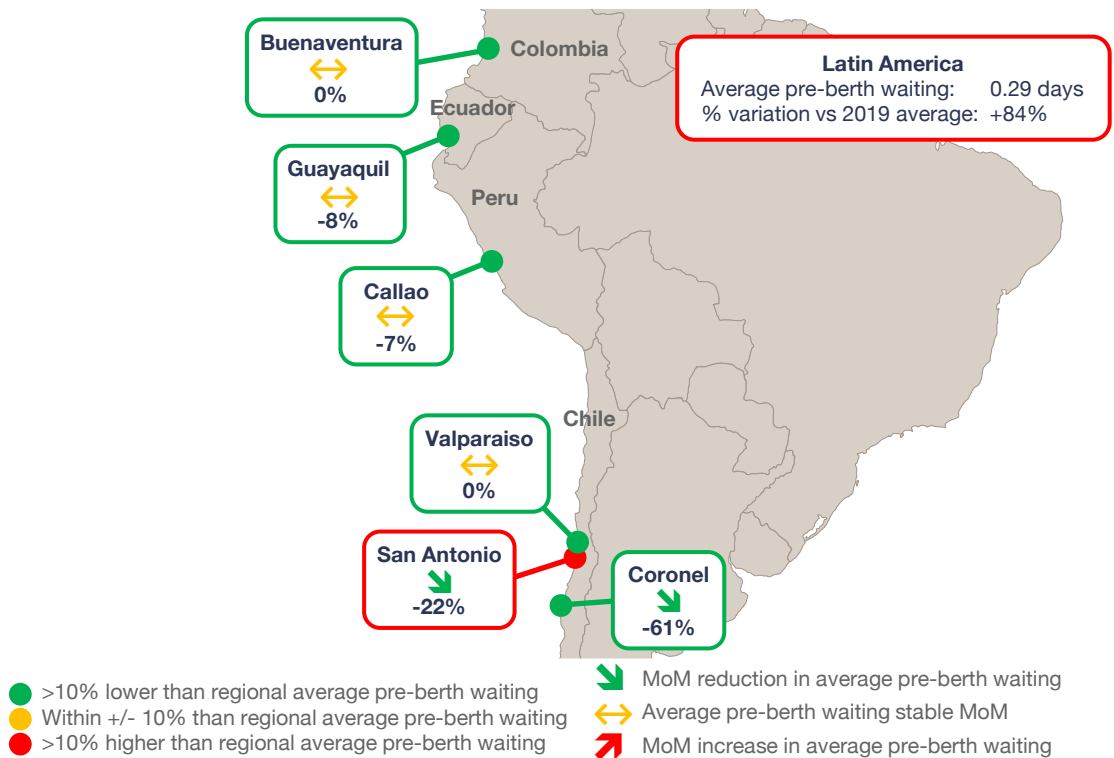 Buenaventura
0%
Colombia
Latin America
Average pre-berth waiting: 0.29 days
% variation vs 2019 average: +84%
Ecuador
Guayaquil
-8%
Peru
Callao
-7%
Chile
Valparaiso
0%
San Antonio
-22%
Coronel
-61%
>10% lower than regional average pre-berth waiting
Within +/- 10% than regional average pre-berth waiting
>10% higher than regional average pre-berth waiting
MoM reduction in average pre-berth waiting
Average pre-berth waiting stable MoM
MoM increase in average pre-berth waiting